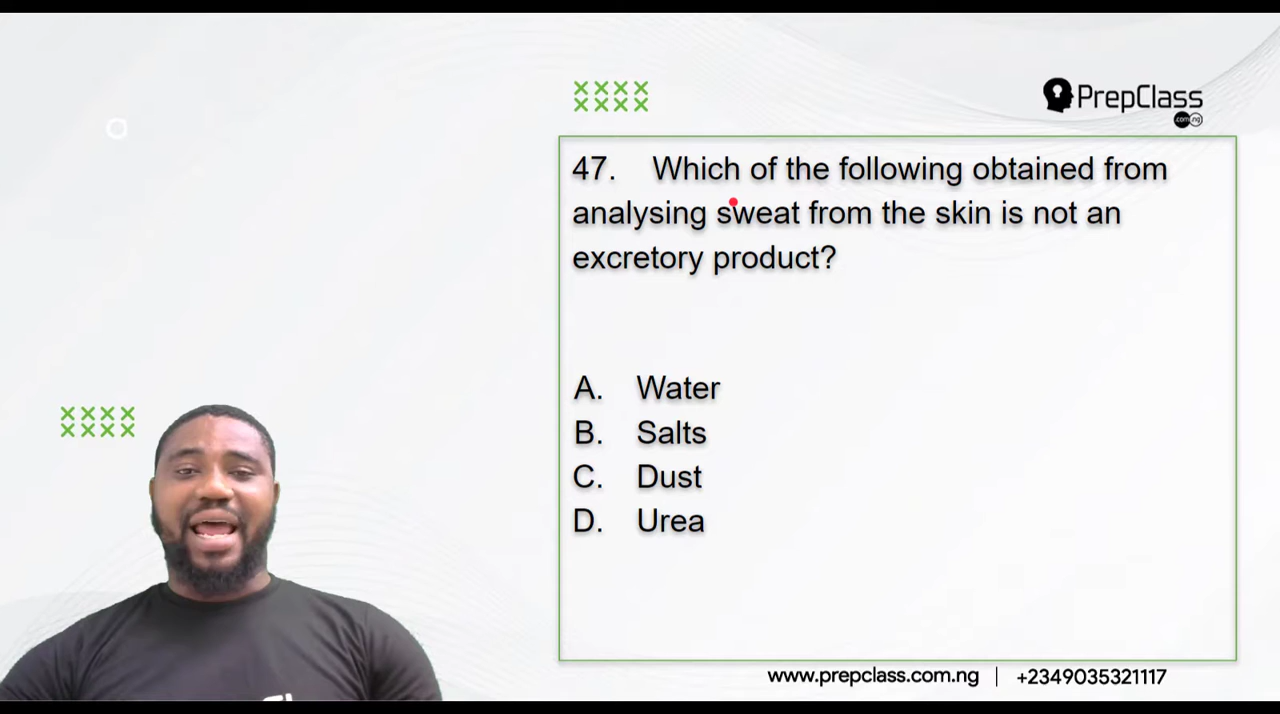 PrepClass
.com.ng
47. Which of the following obtained from
analysing sweat from the skin is not an
excretory product?
A. Water
B. Salts
C. Dust
D. Urea
www.prepclass.com.ng | +2349035321117